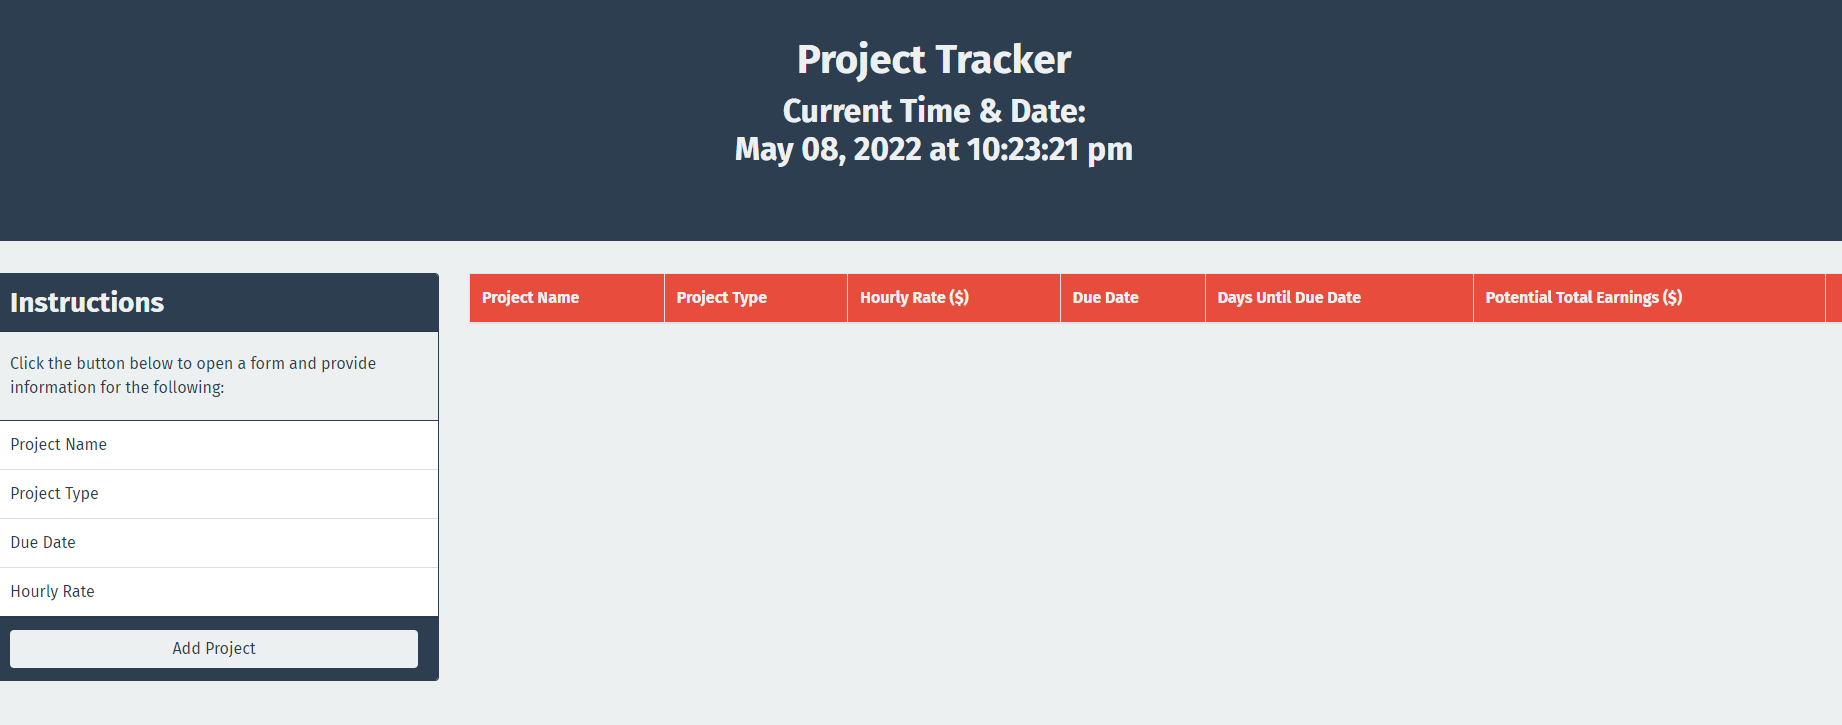 Project Tracker
Current Time & Date:
May 08, 2022 at 10:23:21 pm
Instructions
Click the button below to open a form and provide
information for the following:
Project Name
Project Type
Due Date
Hourly Rate
Add Project
Project Name Project Type Hourly Rate ($) Due Date Days Until Due Date Potential Total Earnings ($)